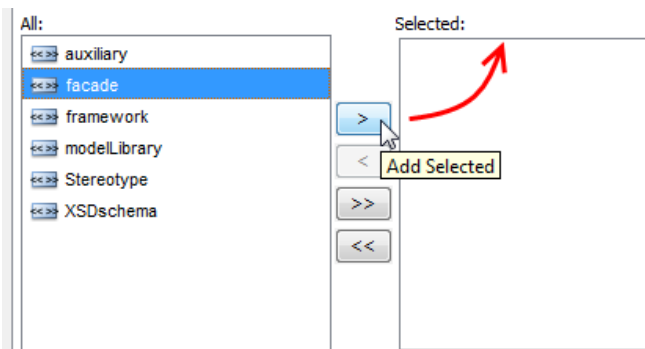 All:
Selected:
<<>> auxiliary
<<>> facade
<<>> framework
<<>> modelLibrary
<<>> Stereotype
<<>> XSDschema
>
<
Add Selected
>>
<<